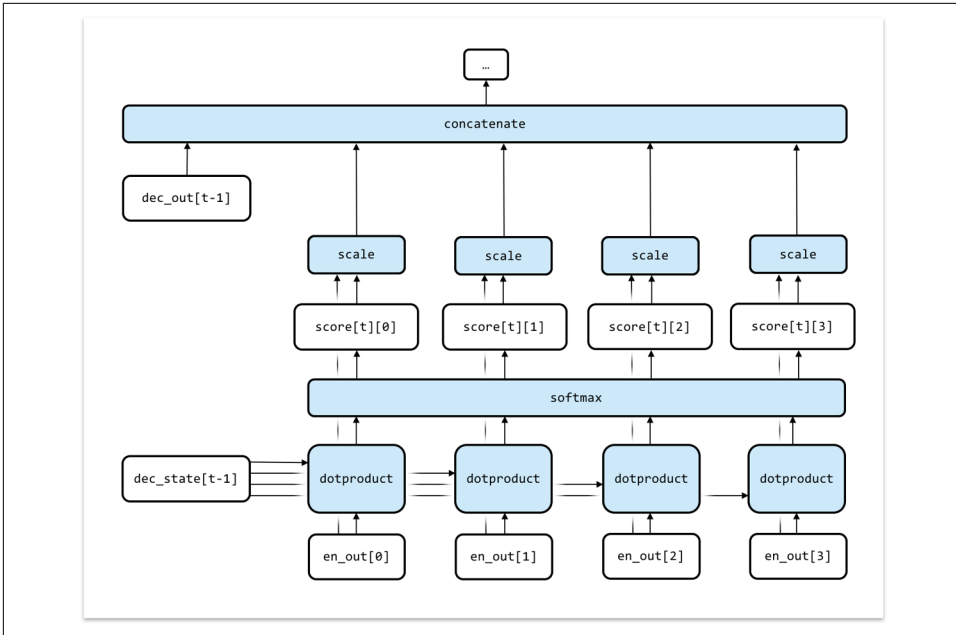 …
concatenate
dec_out[t-1]
scale scale scale scale
score[t][0] score[t][1] score[t][2] score[t][3]
softmax
dec_state[t-1] dotproduct dotproduct dotproduct dotproduct
en_out[0] en_out[1] en_out[2] en_out[3]